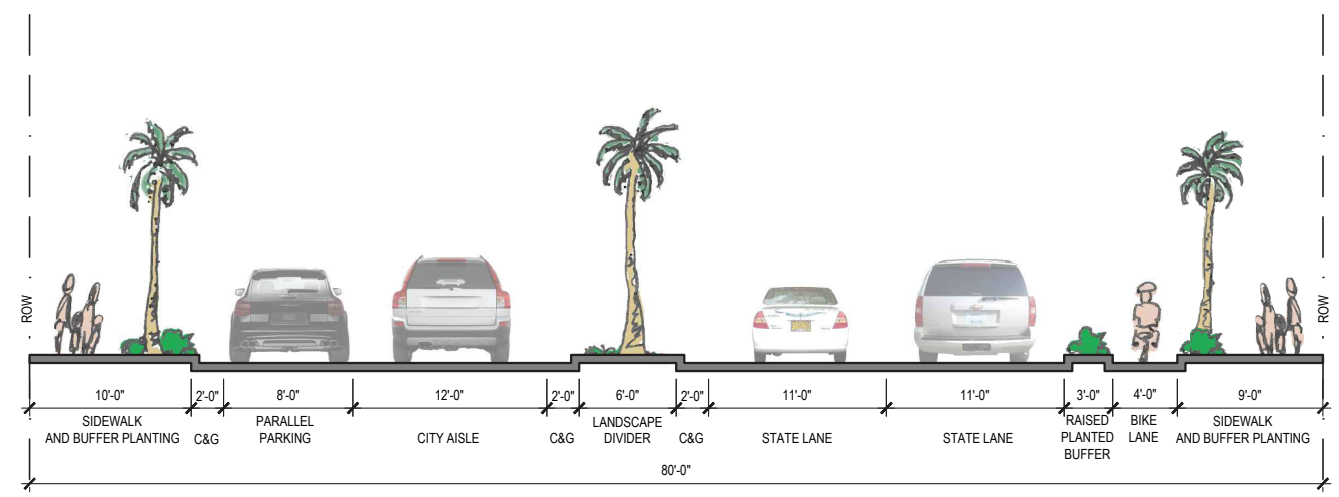 ROW
ROW
10'-0"
2'-0"
8'-0"
12'-0"
2'-0"
6'-0"
2'-0"
11'-0"
11'-0"
3'-0"
4'-0"
9'-0"
SIDEWALK
AND BUFFER PLANTING
C&G
PARALLEL
PARKING
CITY AISLE
C&G
LANDSCAPE
DIVIDER
C&G
STATE LANE
STATE LANE
RAISED
PLANTED
BUFFER
BIKE
LANE
SIDEWALK
AND BUFFER PLANTING
80'-0"